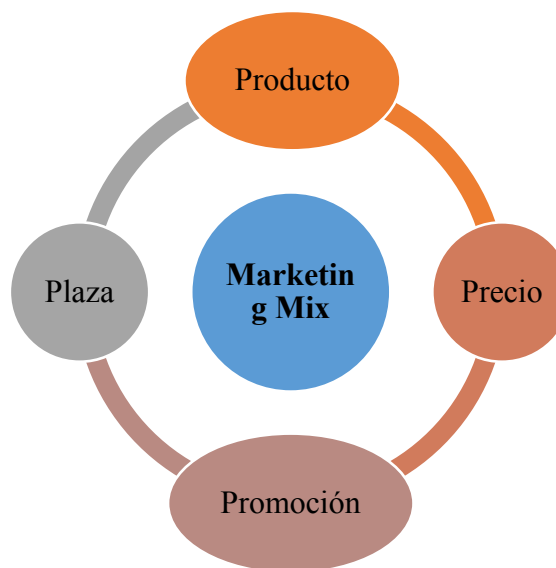 Producto
Plaza
Marketin
g Mix
Precio
Promoción